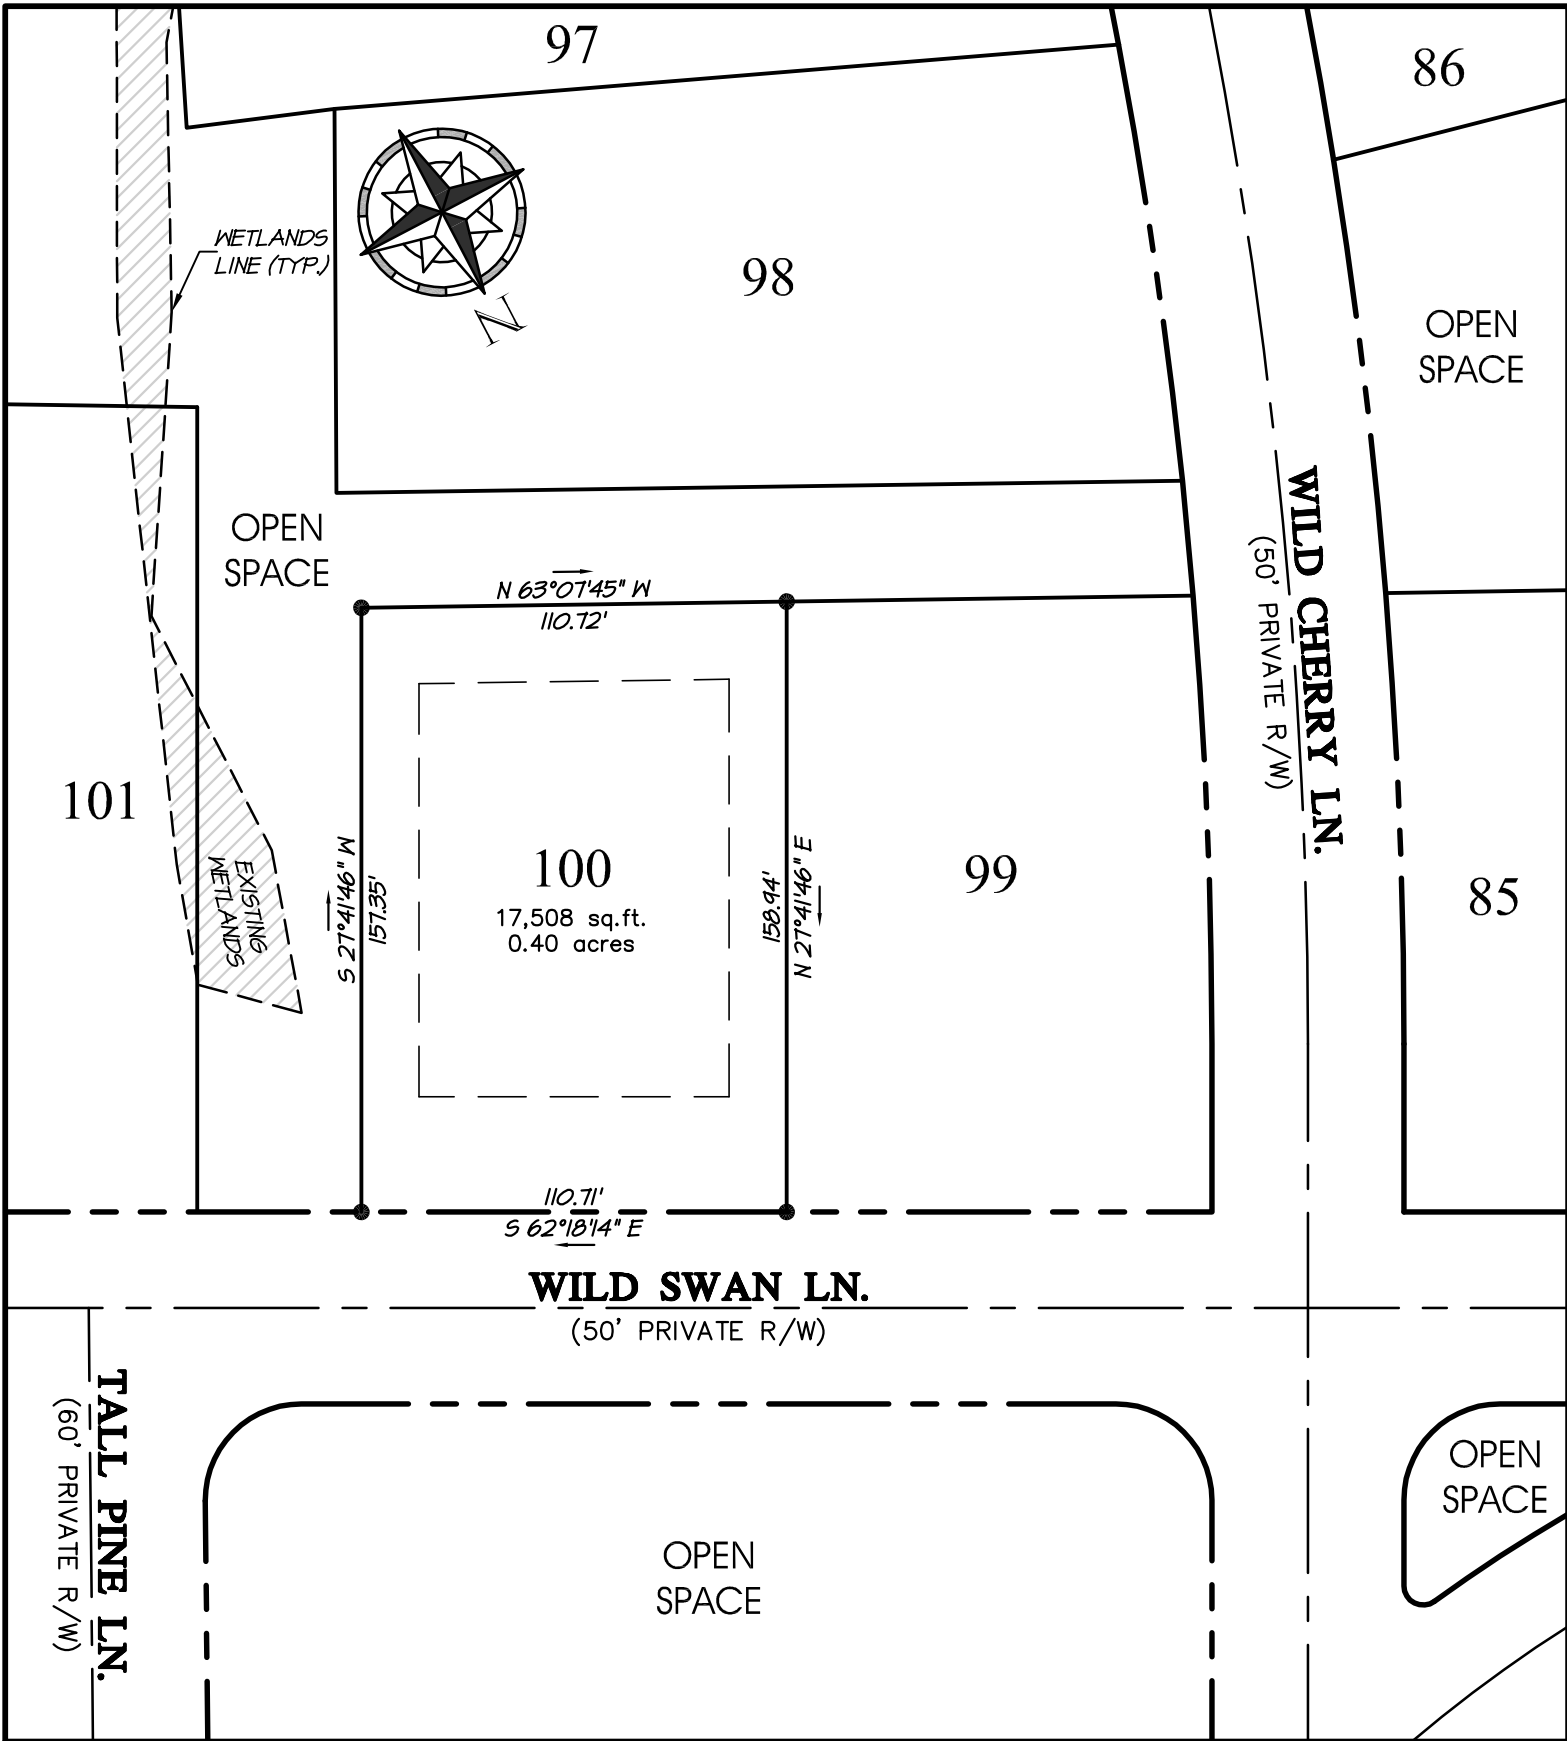 97
86
WETLANDS
LINE (TYP.)
N
98
OPEN
SPACE
OPEN
SPACE
WILD CHERRY LN.
(50' PRIVATE R/W)
N 63°07'45" W
110.72'
101
EXISTING
WETLANDS
S 27°41'46" W
157.35'
100
17,508 sq.ft.
0.40 acres
158.94'
N 27°41'46" E
99
85
110.71'
S 62°18'14" E
WILD SWAN LN.
(50' PRIVATE R/W)
TALL PINE LN.
(60' PRIVATE R/W)
OPEN
SPACE
OPEN
SPACE